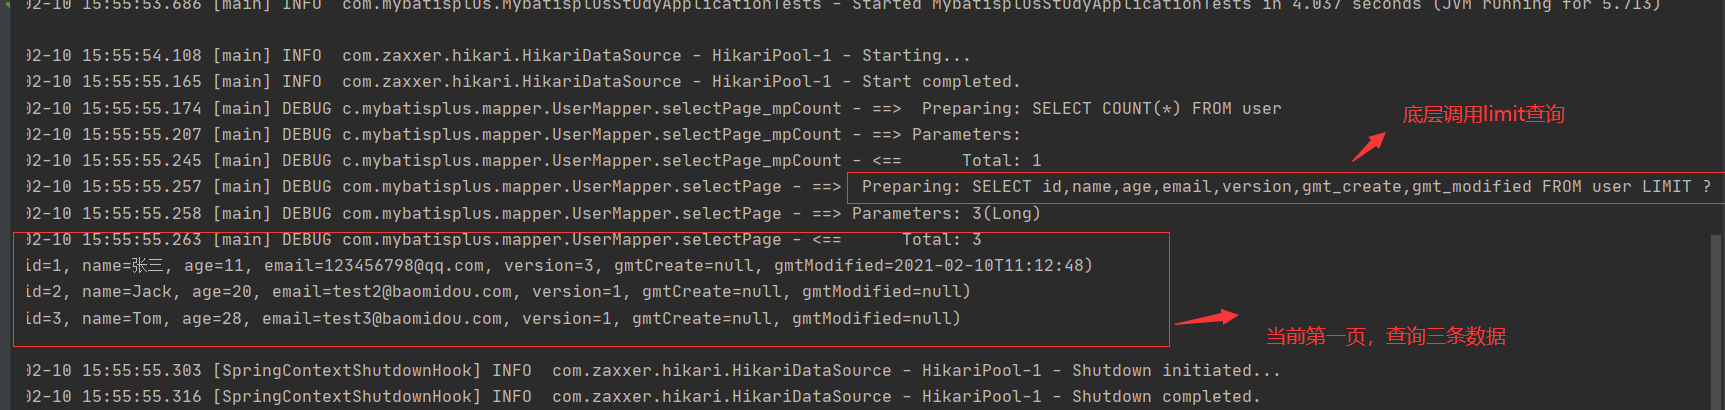 02-10 15:55:53.686 [main] INFO  com.mybatisplus.MybatisplusStudyApplicationTests - Started MybatisplusStudyApplicationTests in 4.037 seconds (JVM running for 5.713)
02-10 15:55:54.108 [main] INFO  com.zaxxer.hikari.HikariDataSource - HikariPool-1 - Starting...
02-10 15:55:55.165 [main] INFO  com.zaxxer.hikari.HikariDataSource - HikariPool-1 - Start completed.
02-10 15:55:55.174 [main] DEBUG c.mybatisplus.mapper.UserMapper.selectPage_mpCount - ==>  Preparing: SELECT COUNT(*) FROM user
底层调用limit查询
02-10 15:55:55.207 [main] DEBUG c.mybatisplus.mapper.UserMapper.selectPage_mpCount - ==> Parameters:
02-10 15:55:55.245 [main] DEBUG c.mybatisplus.mapper.UserMapper.selectPage_mpCount - <==      Total: 1
02-10 15:55:55.257 [main] DEBUG com.mybatisplus.mapper.UserMapper.selectPage - ==>  Preparing: SELECT id,name,age,email,version,gmt_create,gmt_modified FROM user LIMIT ?
02-10 15:55:55.258 [main] DEBUG com.mybatisplus.mapper.UserMapper.selectPage - ==> Parameters: 3(Long)
02-10 15:55:55.263 [main] DEBUG com.mybatisplus.mapper.UserMapper.selectPage - <==      Total: 3
id=1, name=张三, age=11, email=123456798@qq.com, version=3, gmtCreate=null, gmtModified=2021-02-10T11:12:48)
id=2, name=Jack, age=20, email=test2@baomidou.com, version=1, gmtCreate=null, gmtModified=null)
id=3, name=Tom, age=28, email=test3@baomidou.com, version=1, gmtCreate=null, gmtModified=null)
当前第一页，查询三条数据
02-10 15:55:55.303 [SpringContextShutdownHook] INFO  com.zaxxer.hikari.HikariDataSource - HikariPool-1 - Shutdown initiated...
02-10 15:55:55.316 [SpringContextShutdownHook] INFO  com.zaxxer.hikari.HikariDataSource - HikariPool-1 - Shutdown completed.